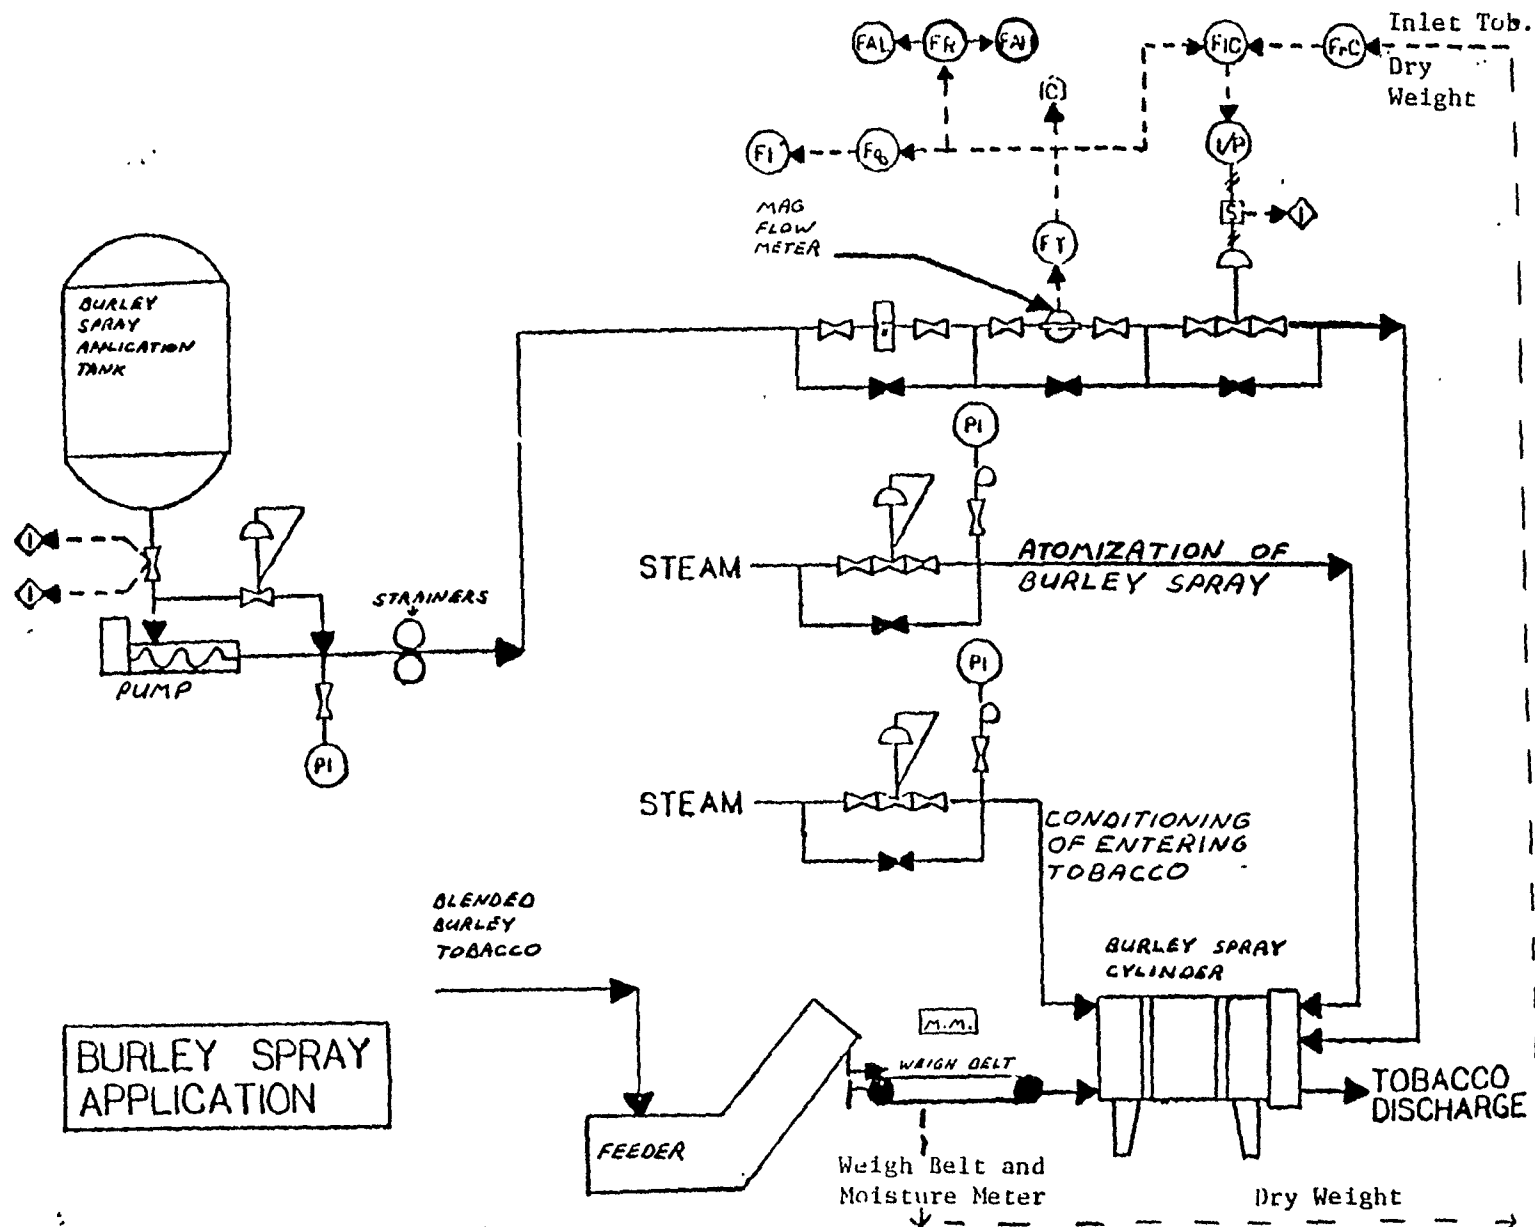 Inlet Tob.
Dry
Weight
FAL
FR
FAH
FIC
FrC
(C)
FI
Fq
I/P
S
I
MAG
FLOW
METER
FT
BURLEY
SPRAY
APPLICATION
TANK
I
I
STRAINERS
PUMP
PI
PI
STEAM
ATOMIZATION OF
BURLEY SPRAY
PI
STEAM
CONDITIONING
OF ENTERING
TOBACCO
BLENDED
BURLEY
TOBACCO
BURLEY SPRAY
CYLINDER
M.M.
WEIGH BELT
BURLEY SPRAY
APPLICATION
FEEDER
TOBACCO
DISCHARGE
Weigh Belt and
Moisture Meter
Dry Weight